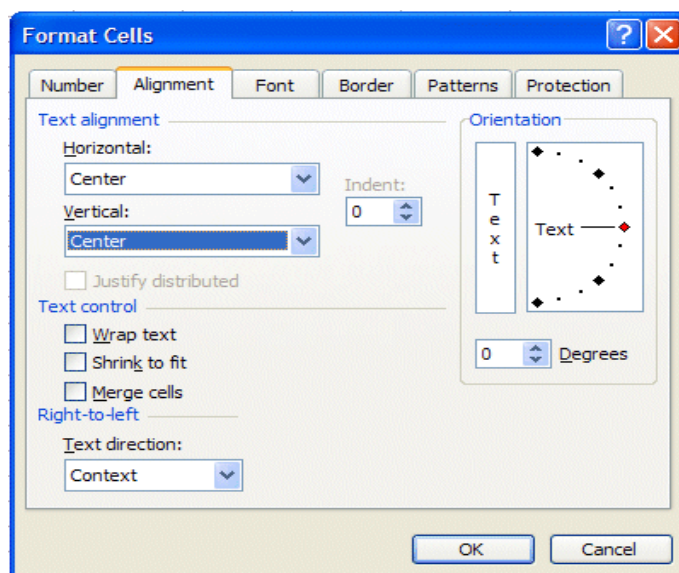 Format Cells
Number Alignment Font Border Patterns Protection
Text alignment
Horizontal:
Center
Vertical:
Center
Indent:
0
Justify distributed
Text control
Wrap text
Shrink to fit
Merge cells
Right-to-left
Text direction:
Context
Orientation
Text
Text
0 Degrees
OK Cancel